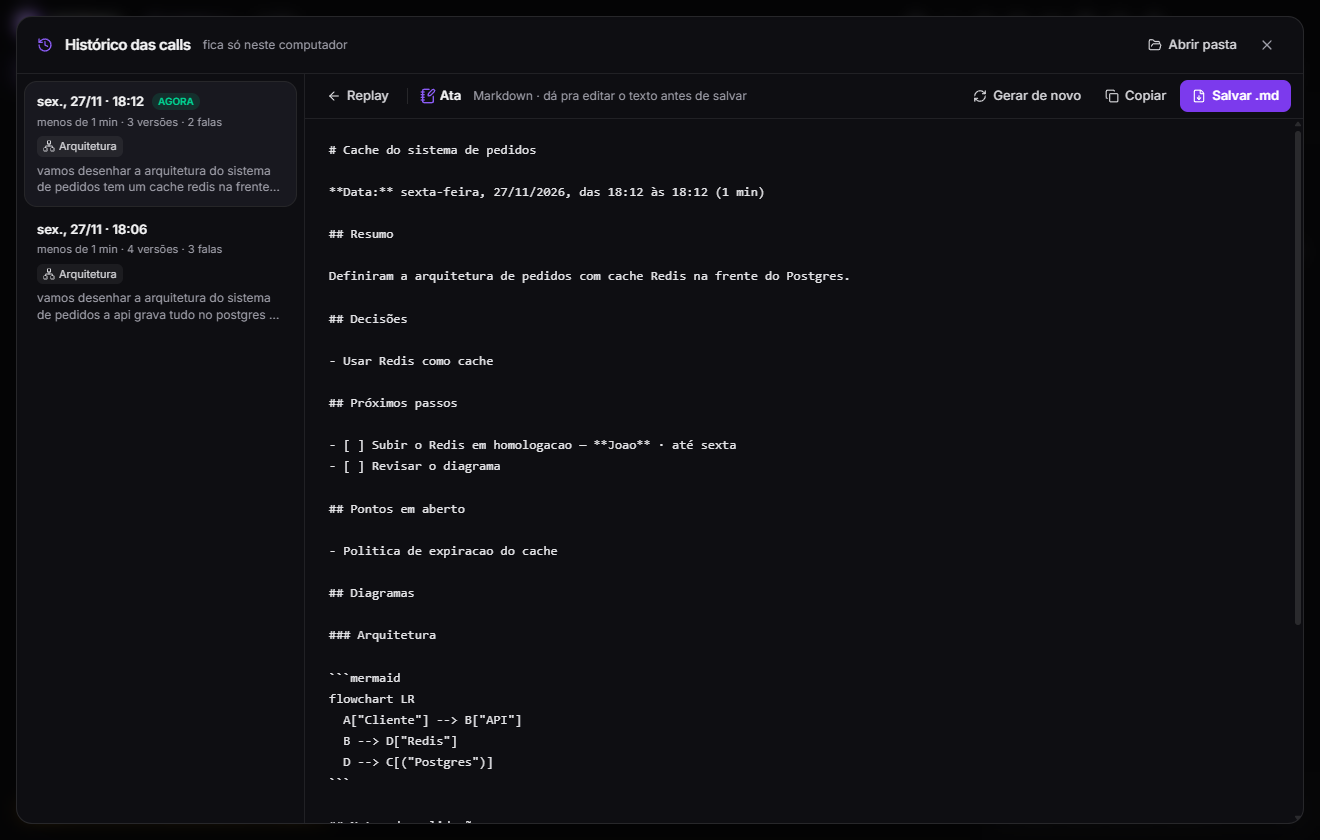 Histórico das calls fica só neste computador
Abrir pasta
sex., 27/11 · 18:12 AGORA
menos de 1 min · 3 versões · 2 falas
Arquitetura
vamos desenhar a arquitetura do sistema
de pedidos tem um cache redis na frente...
sex., 27/11 · 18:06
menos de 1 min · 4 versões · 3 falas
Arquitetura
vamos desenhar a arquitetura do sistema
de pedidos a api grava tudo no postgres ...
Replay
Ata Markdown · dá pra editar o texto antes de salvar
Gerar de novo
Copiar
Salvar .md
# Cache do sistema de pedidos
**Data:** sexta-feira, 27/11/2026, das 18:12 às 18:12 (1 min)
## Resumo
Definiram a arquitetura de pedidos com cache Redis na frente do Postgres.
## Decisões
- Usar Redis como cache
## Próximos passos
- [ ] Subir o Redis em homologacao — **Joao** · até sexta
- [ ] Revisar o diagrama
## Pontos em aberto
- Politica de expiracao do cache
## Diagramas
### Arquitetura
```mermaid
flowchart LR
  A["Cliente"] --> B["API"]
  B --> D["Redis"]
  D --> C[("Postgres")]
```